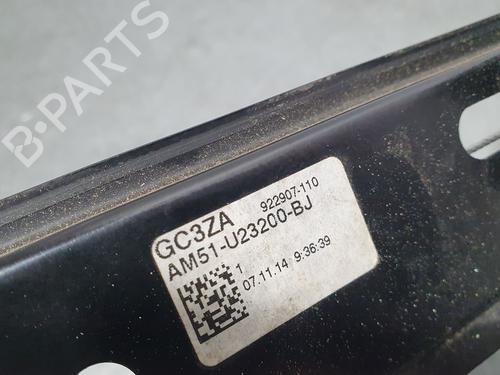 B-PARTS
GC3ZA 922907-110
AM51-U23200-BJ
1
07.11.14 9:36:39